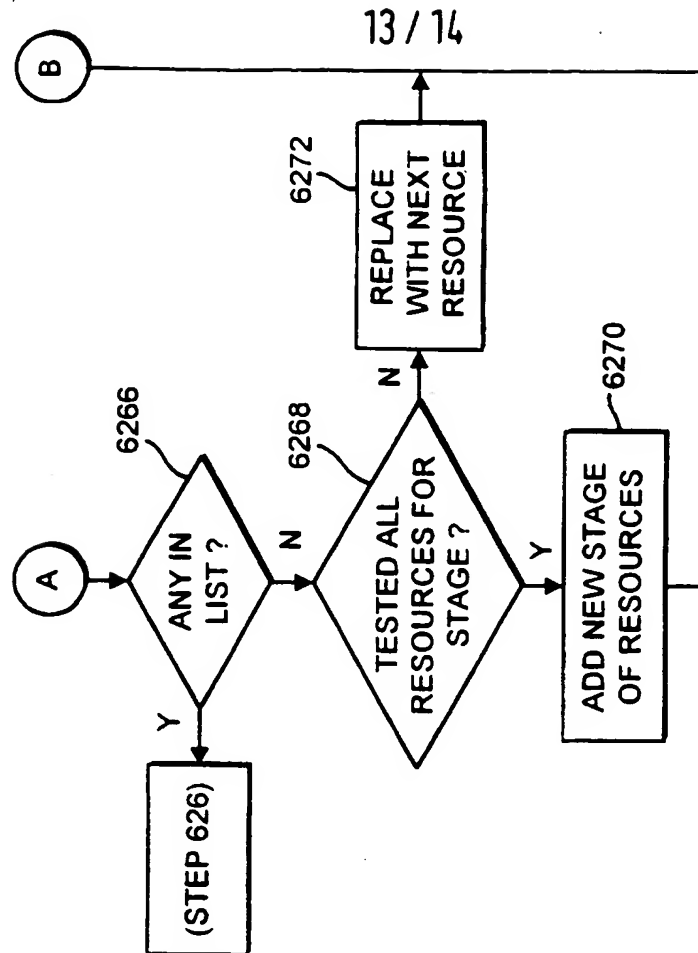 13 / 14
A
B
6266
ANY IN
LIST ?
Y
N
(STEP 626)
6268
TESTED ALL
RESOURCES FOR
STAGE ?
N
Y
6272
REPLACE
WITH NEXT
RESOURCE
6270
ADD NEW STAGE
OF RESOURCES